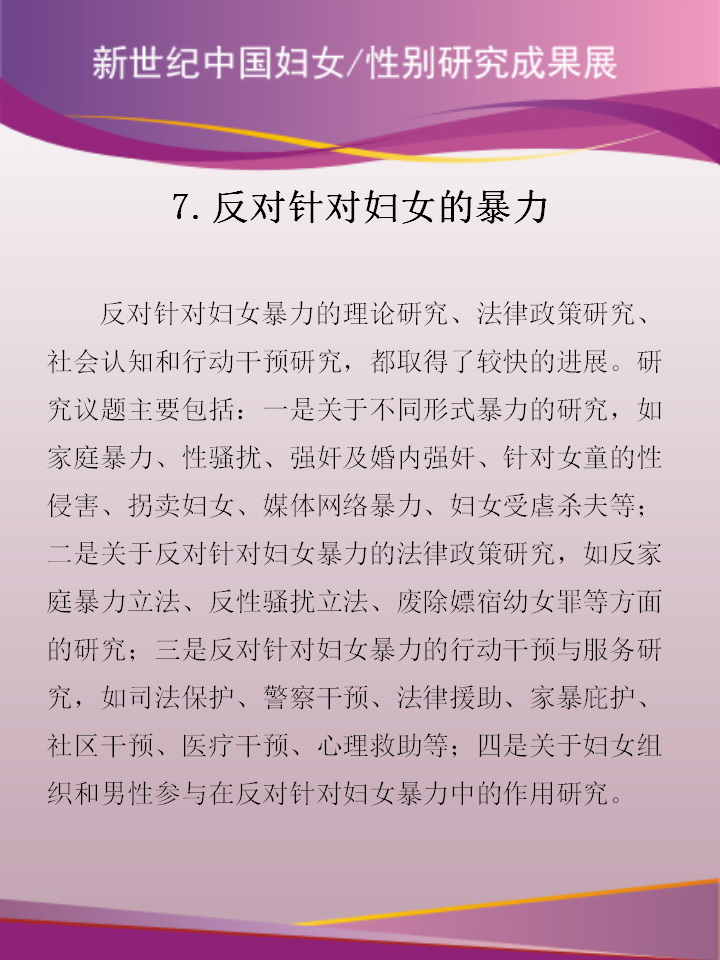 新世纪中国妇女/性别研究成果展
7.反对针对妇女的暴力
反对针对妇女暴力的理论研究、法律政策研究、
社会认知和行动干预研究，都取得了较快的进展。研
究议题主要包括：一是关于不同形式暴力的研究，如
家庭暴力、性骚扰、强奸及婚内强奸、针对女童的性
侵害、拐卖妇女、媒体网络暴力、妇女受虐杀夫等；
二是关于反对针对妇女暴力的法律政策研究，如反家
庭暴力立法、反性骚扰立法、废除嫖宿幼女罪等方面
的研究；三是反对针对妇女暴力的行动干预与服务研
究，如司法保护、警察干预、法律援助、家暴庇护、
社区干预、医疗干预、心理救助等；四是关于妇女组
织和男性参与在反对针对妇女暴力中的作用研究。